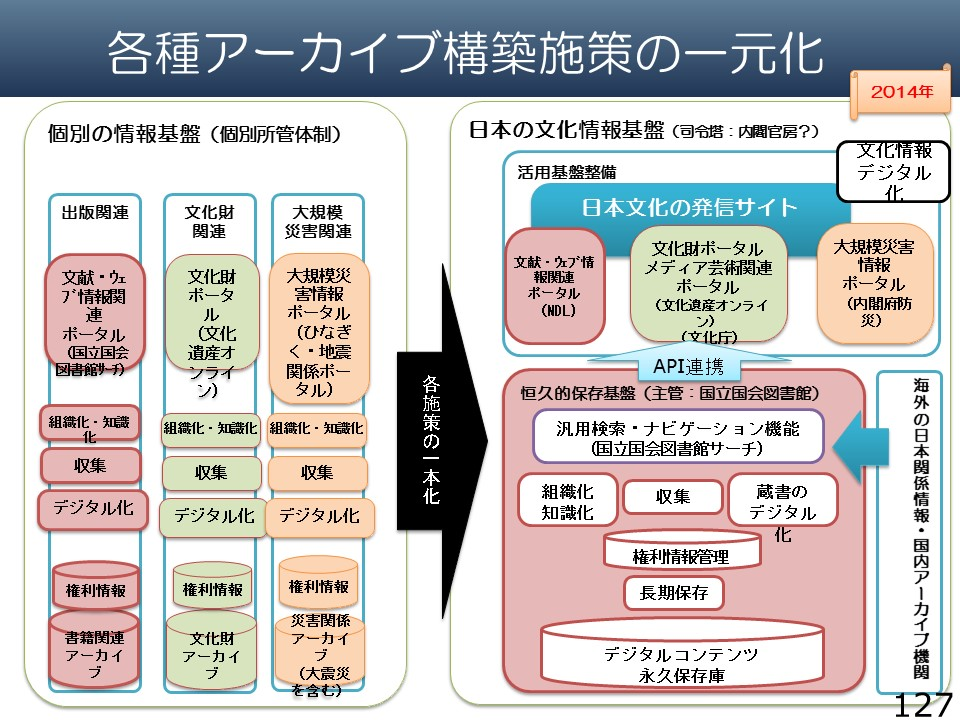 各種アーカイブ構築施策の一元化
2014年
個別の情報基盤（個別所管体制）
出版関連
文献・ウェ
ブ情報関
連
ポータル
（国立国会
図書館サーチ）
組織化・知識
化
収集
デジタル化
権利情報
書籍関連
アーカイ
ブ
文化財
関連
文化財
ポータ
ル
（文化
遺産オ
ンライ
ン）
組織化・知識化
収集
デジタル化
権利情報
文化財
アーカイ
ブ
大規模
災害関連
大規模災
害情報
ポータル
（ひなぎ
く・地震
関係ポー
タル）
組織化・知識化
収集
デジタル化
権利情報
災害関係
アーカイ
ブ
（大震災
を含む）
各施策の一本化
日本の文化情報基盤（司令塔：内閣官房？）
文化情報
デジタル
化
活用基盤整備
日本文化の発信サイト
文献・ウェブ情
報関連
ポータル
（NDL）
文化財ポータル
メディア芸術関連
ポータル
（文化遺産オンライ
ン）
（文化庁）
大規模災害
情報
ポータル
（内閣府防
災）
API連携
恒久的保存基盤（主管：国立国会図書館）
汎用検索・ナビゲーション機能
（国立国会図書館サーチ）
組織化
知識化
収集
蔵書の
デジタル
化
権利情報管理
長期保存
デジタルコンテンツ
永久保存庫
海外の日本関係情報・国内アーカイブ機関
127